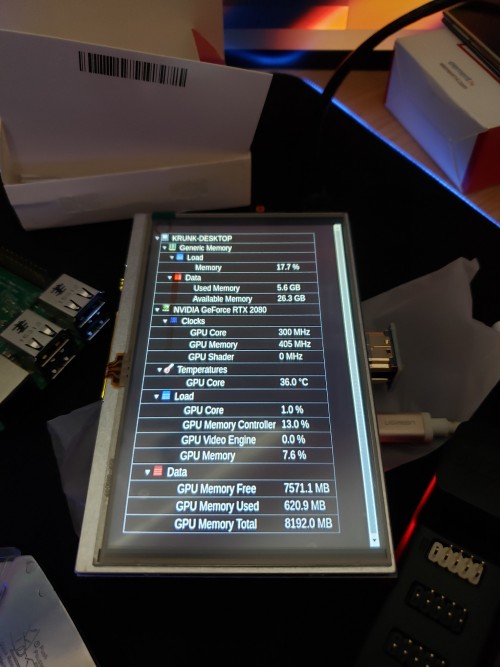 KRUNK-DESKTOP
Generic Memory
Load
Memory 17.7 %
Data
Used Memory 5.6 GB
Available Memory 26.3 GB
NVIDIA GeForce RTX 2080
Clocks
GPU Core 300 MHz
GPU Memory 405 MHz
GPU Shader 0 MHz
Temperatures
GPU Core 36.0 °C
Load
GPU Core 1.0 %
GPU Memory Controller 13.0 %
GPU Video Engine 0.0 %
GPU Memory 7.6 %
Data
GPU Memory Free 7571.1 MB
GPU Memory Used 620.9 MB
GPU Memory Total 8192.0 MB